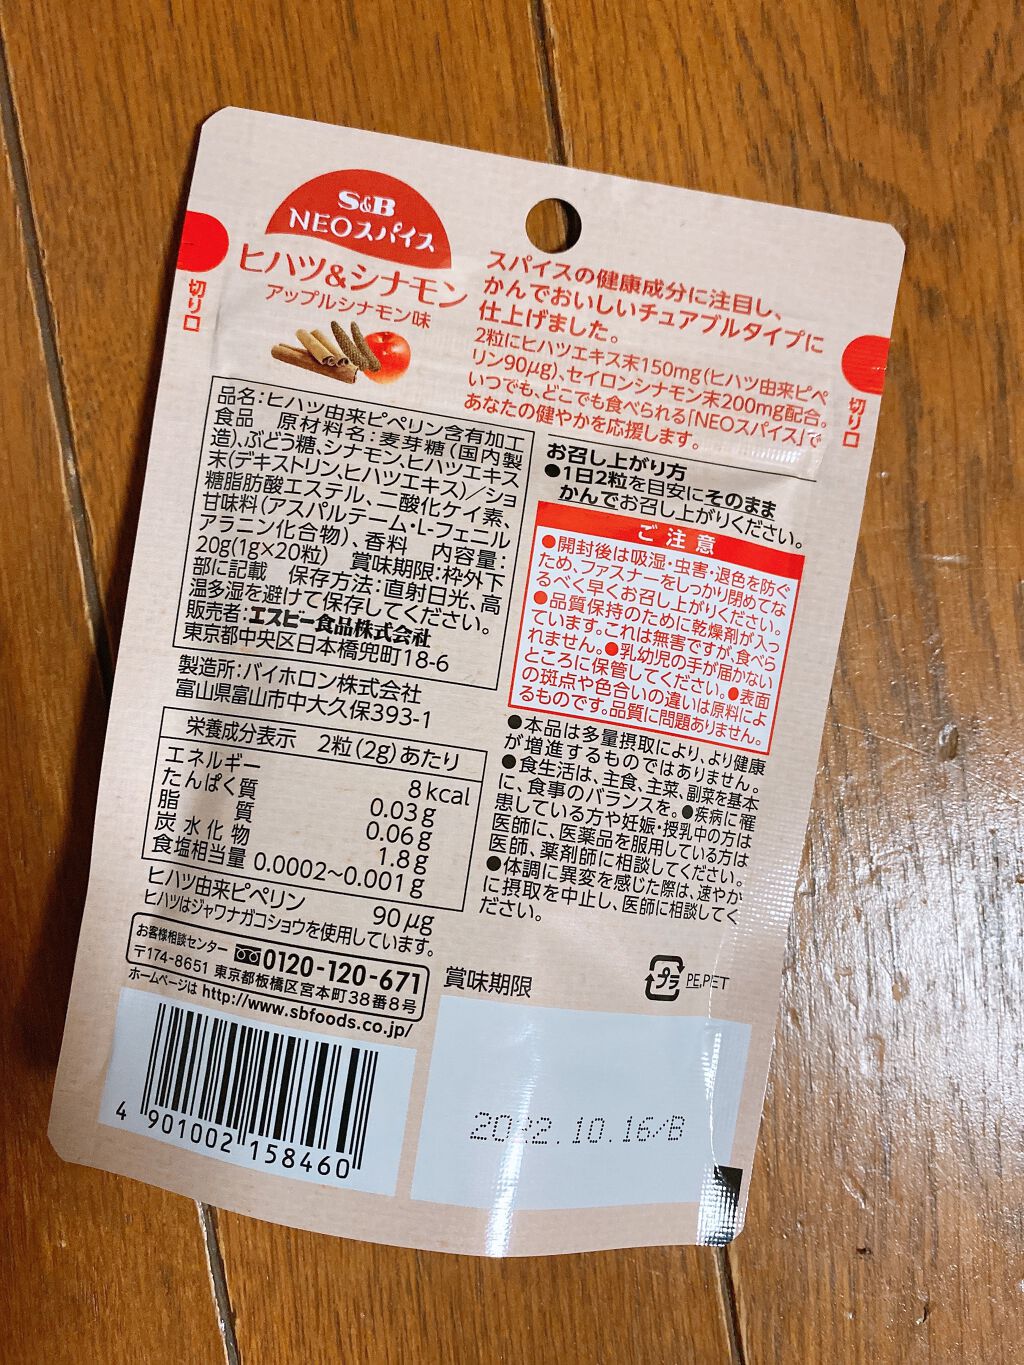 S&B
NEOスパイス
ヒハツ&シナモン
アップルシナモン味
切り口
スパイスの健康成分に注目し、
かんでおいしいチュアブルタイプに
仕上げました。
2粒にヒハツエキス末150mg(ヒハツ由来ピペ
リン90μg)、セイロンシナモン末200mg配合。
いつでも、どこでも食べられる「NEOスパイス」で
あなたの健やかを応援します。
切り口
品名:ヒハツ由来ピペリン含有加工
食品 原材料名:麦芽糖(国内製
造)、ぶどう糖、シナモン、ヒハツエキス
末(デキストリン、ヒハツエキス)/ショ
糖脂肪酸エステル、二酸化ケイ素、
甘味料(アスパルテーム・L-フェニル
アラニン化合物)、香料 内容量:
20g(1g×20粒) 賞味期限:枠外下
部に記載 保存方法:直射日光、高
温多湿を避けて保存してください。
販売者:エスビー食品株式会社
東京都中央区日本橋兜町18-6
製造所:バイホロン株式会社
富山県富山市中大久保393-1
栄養成分表示 2粒(2g)あたり
エネルギー 8kcal
たんぱく質 0.03g
脂質 0.06g
炭水化物 1.8g
食塩相当量 0.0002~0.001g
ヒハツ由来ピペリン 90μg
ヒハツはジャワナガコショウを使用しています。
お客様相談センター 0120-120-671
〒174-8651 東京都板橋区宮本町38番8号
ホームページは http://www.sbfoods.co.jp/
4 901002 158460
お召し上がり方
●1日2粒を目安にそのまま
かんでお召し上がりください。
ご注意
●開封後は吸湿・虫害・退色を防ぐ
ため、ファスナーをしっかり閉めてな
るべく早くお召し上がりください。
●品質保持のために乾燥剤が入っ
ています。これは無害ですが、食べら
れません。●乳幼児の手が届かない
ところに保管してください。●表面
の斑点や色合いの違いは原料によ
るものです。品質に問題ありません。
●本品は多量摂取により、より健康
が増進するものではありません。
●食生活は、主食、主菜、副菜を基本
に、食事のバランスを。●疾病に罹
患している方や妊娠・授乳中の方は
医師に、医薬品を服用している方は
医師、薬剤師に相談してください。
●体調に異変を感じた際は、速やか
に摂取を中止し、医師に相談してく
ださい。
賞味期限
プラ PE,PET
2022.10.16/B